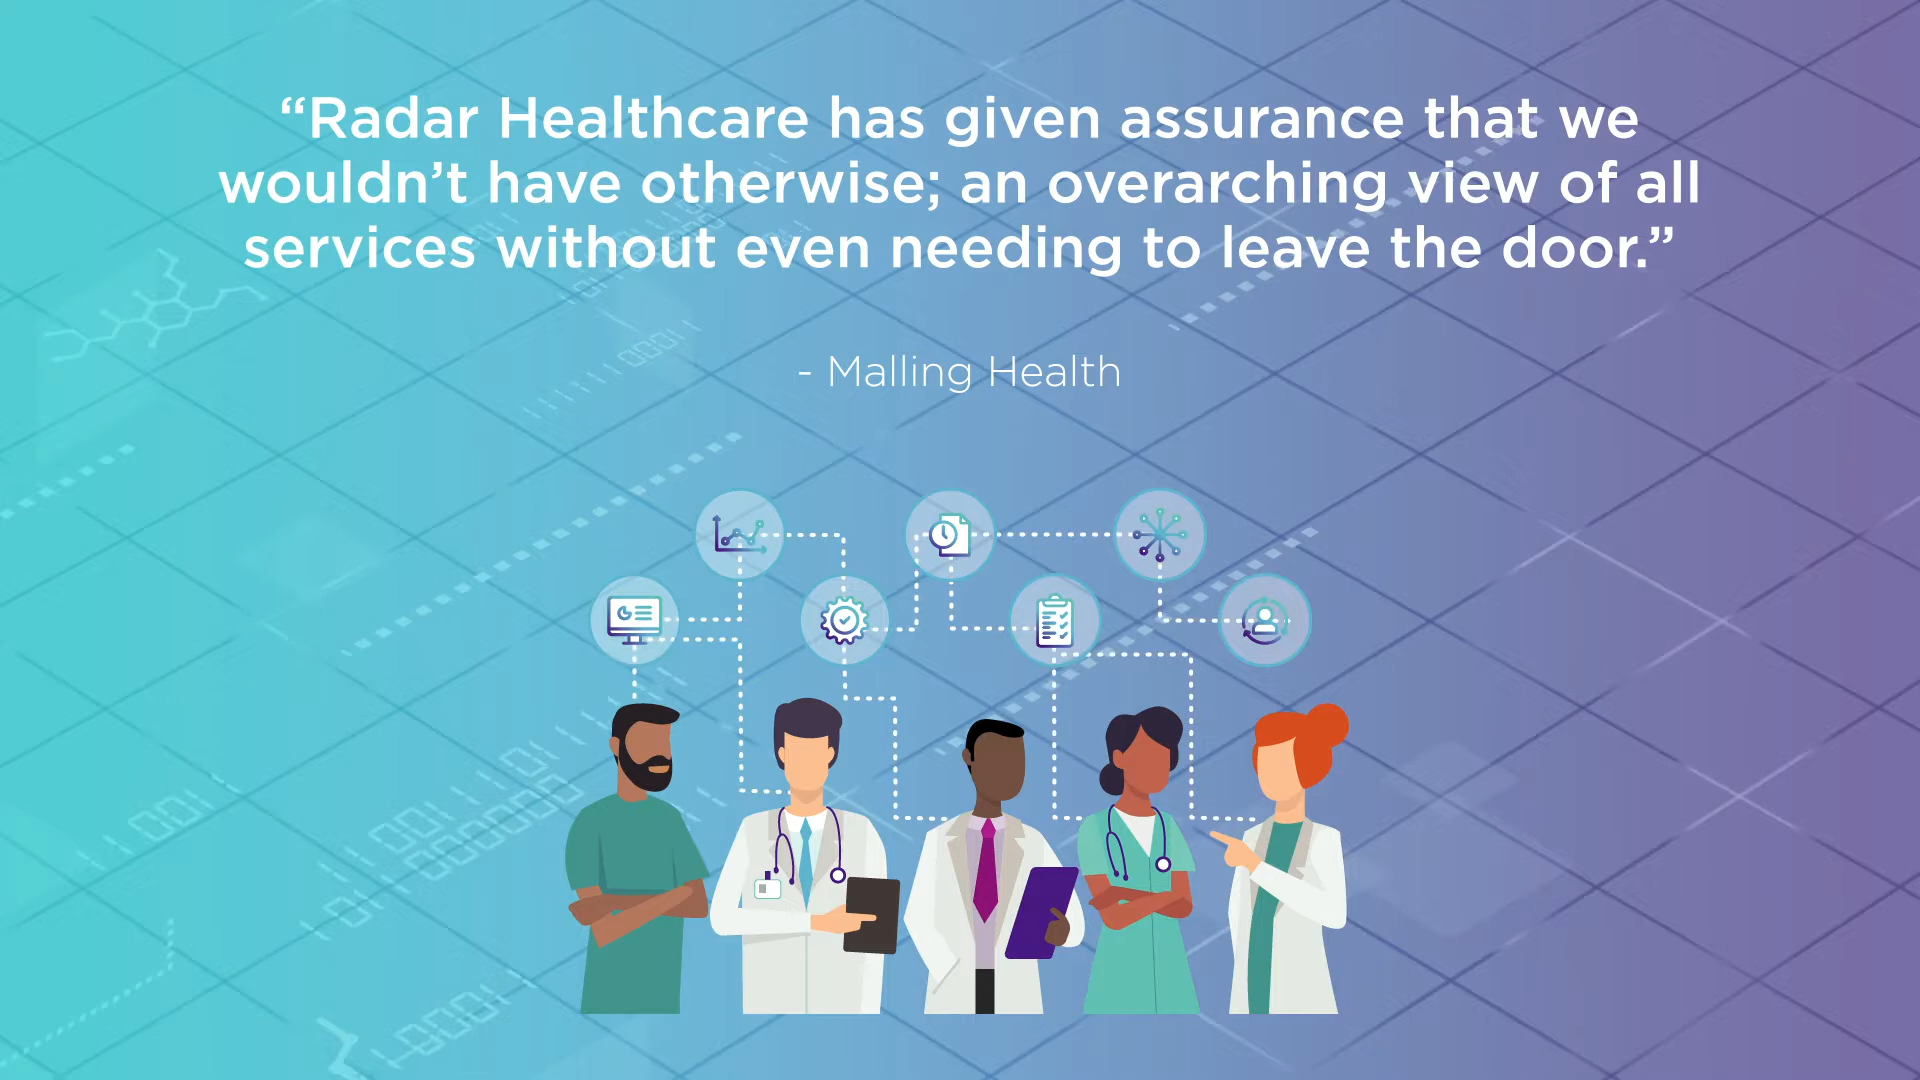 “Radar Healthcare has given assurance that we
wouldn’t have otherwise; an overarching view of all
services without even needing to leave the door.”
- Malling Health